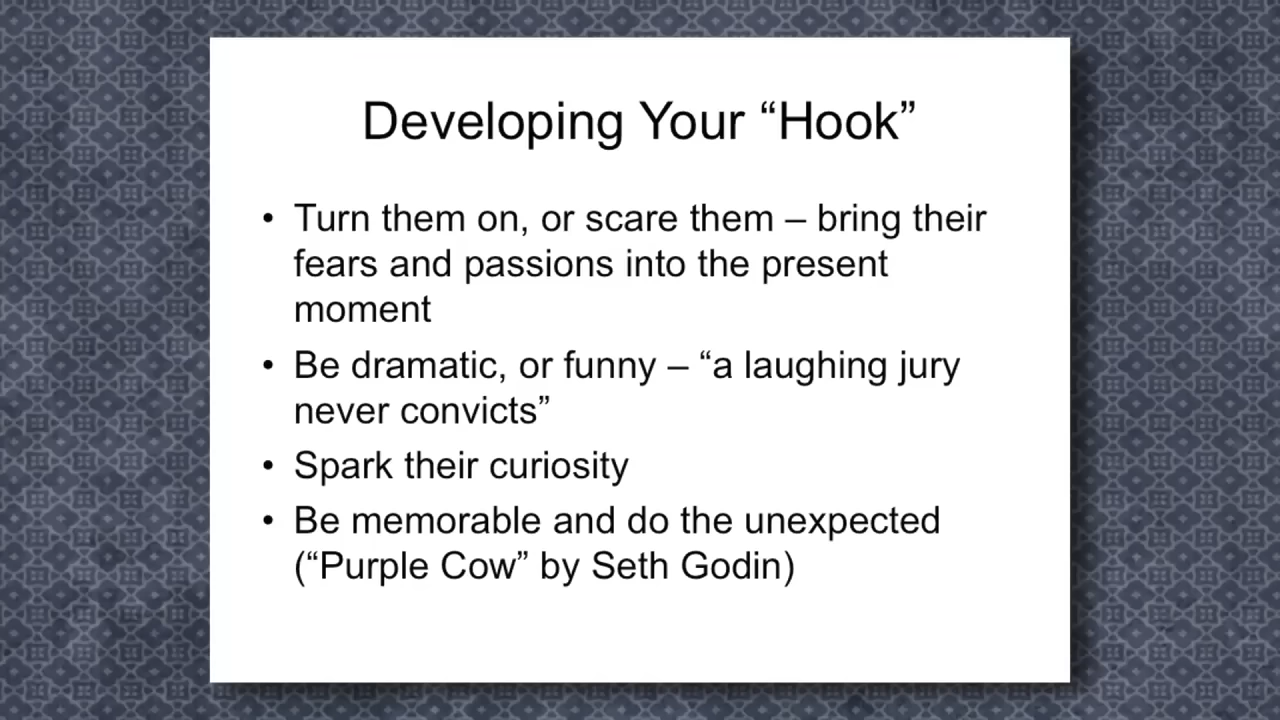 Developing Your “Hook”
• Turn them on, or scare them – bring their
fears and passions into the present
moment
• Be dramatic, or funny – “a laughing jury
never convicts”
• Spark their curiosity
• Be memorable and do the unexpected
(“Purple Cow” by Seth Godin)